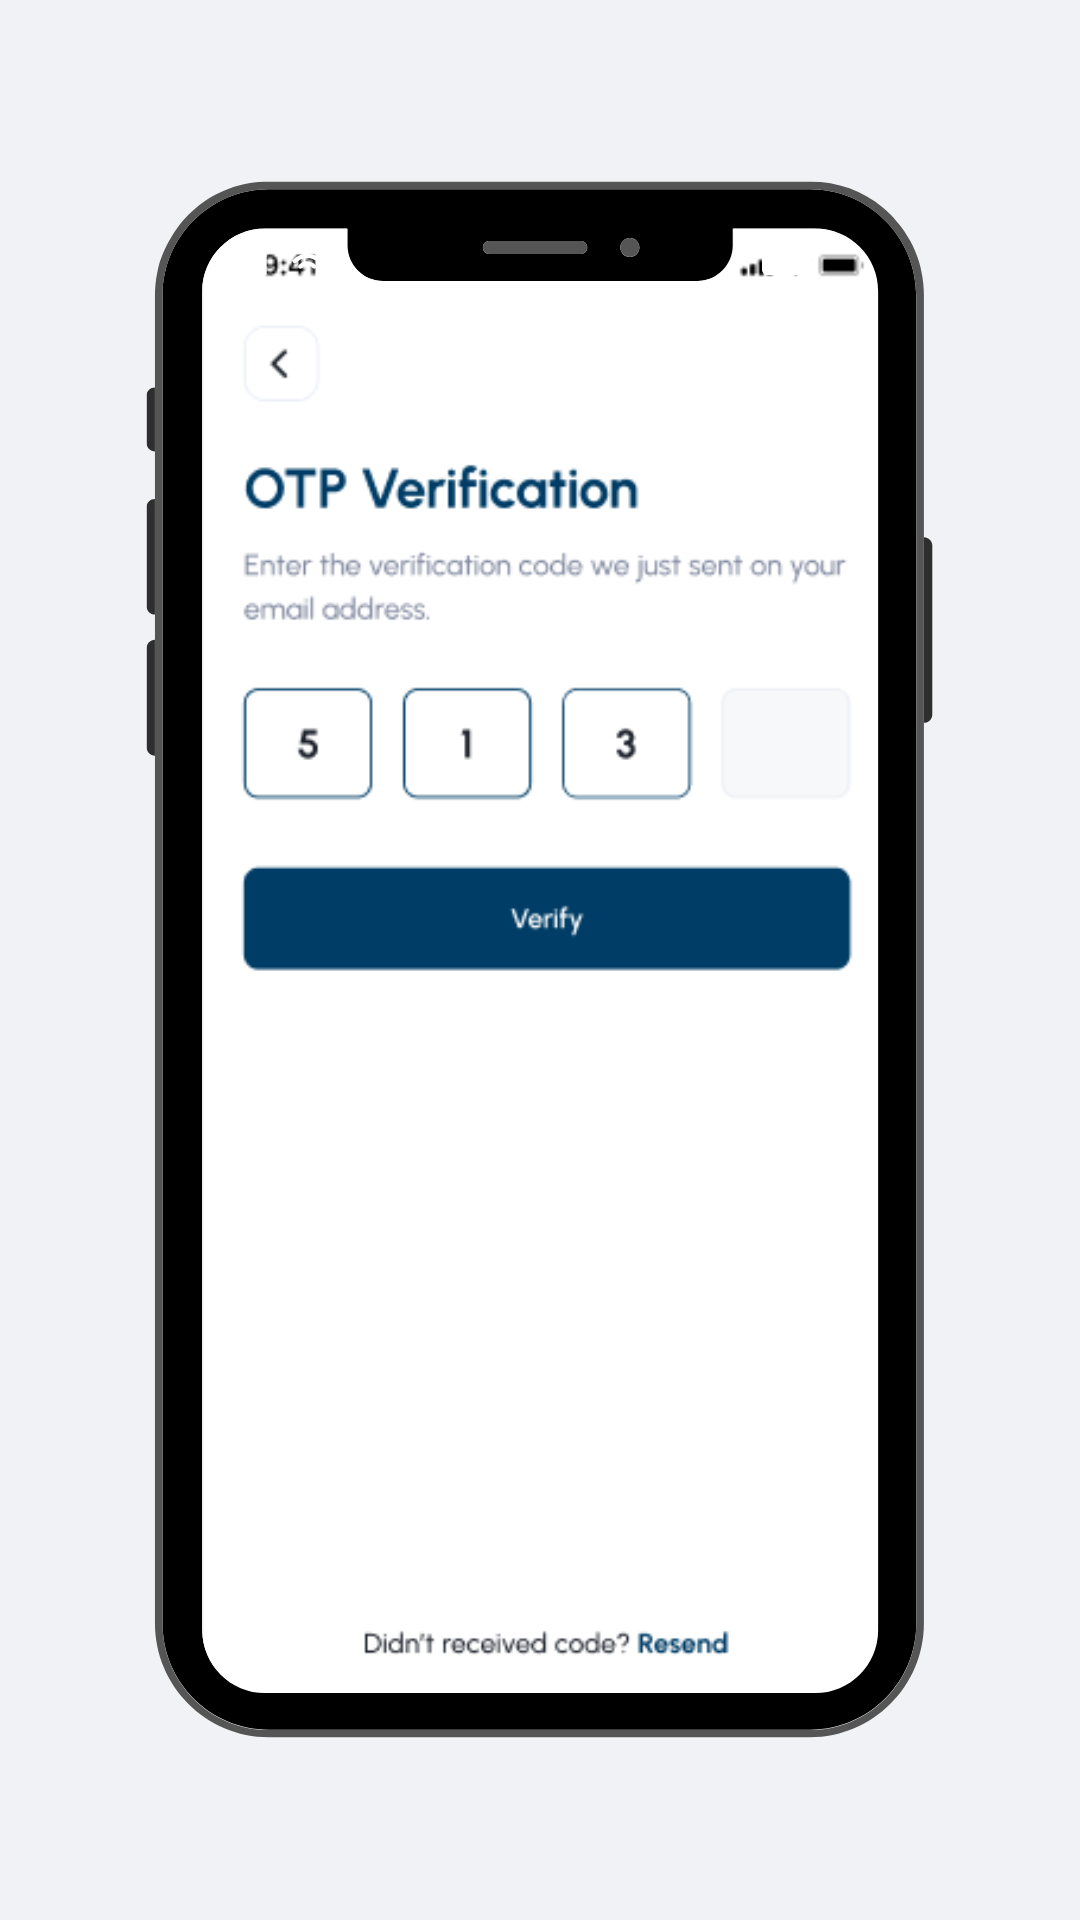 9:41
OTP Verification
Enter the verification code we just sent on your
email address.
5 1 3
Verify
Didn't received code? Resend